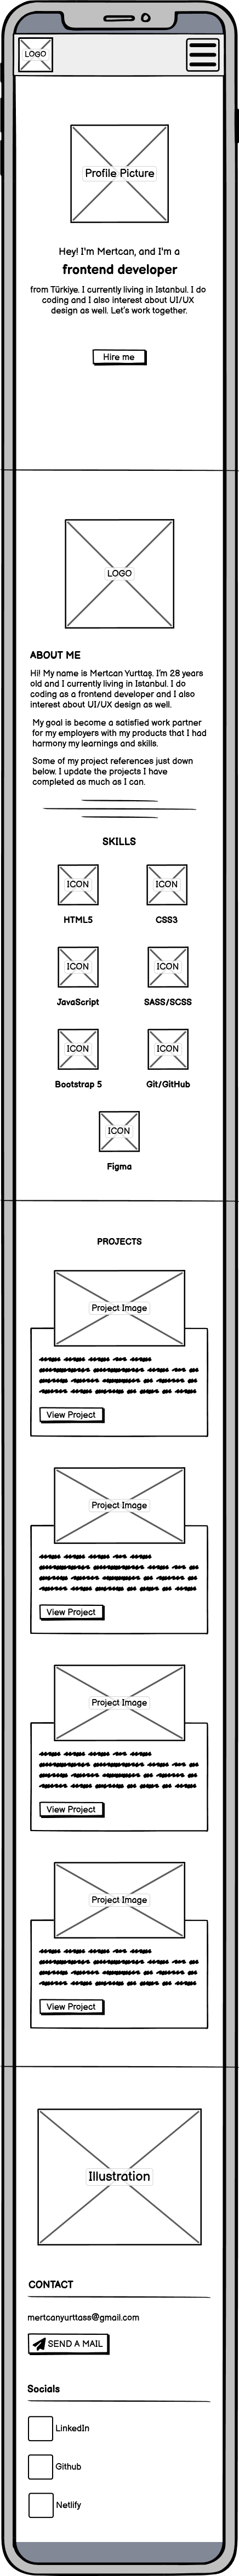 LOGO
Profile Picture
Hey! I'm Mertcan, and I'm a
frontend developer
from Türkiye. I currently living in Istanbul. I do
coding and I also interest about UI/UX
design as well. Let's work together.
Hire me
LOGO
ABOUT ME
Hi! My name is Mertcan Yurttaş. I'm 28 years
old and I currently living in Istanbul. I do
coding as a frontend developer and I also
interest about UI/UX design as well.
My goal is become a satisfied work partner
for my employers with my products that I had
harmony my learnings and skills.
Some of my project references just down
below. I update the projects I have
completed as much as I can.
SKILLS
ICON ICON
HTML5 CSS3
ICON ICON
JavaScript SASS/SCSS
ICON ICON
Bootstrap 5 Git/GitHub
ICON
Figma
PROJECTS
Project Image
View Project
Project Image
View Project
Project Image
View Project
Project Image
View Project
Illustration
CONTACT
mertcanyurttass@gmail.com
SEND A MAIL
Socials
LinkedIn
Github
Netlify